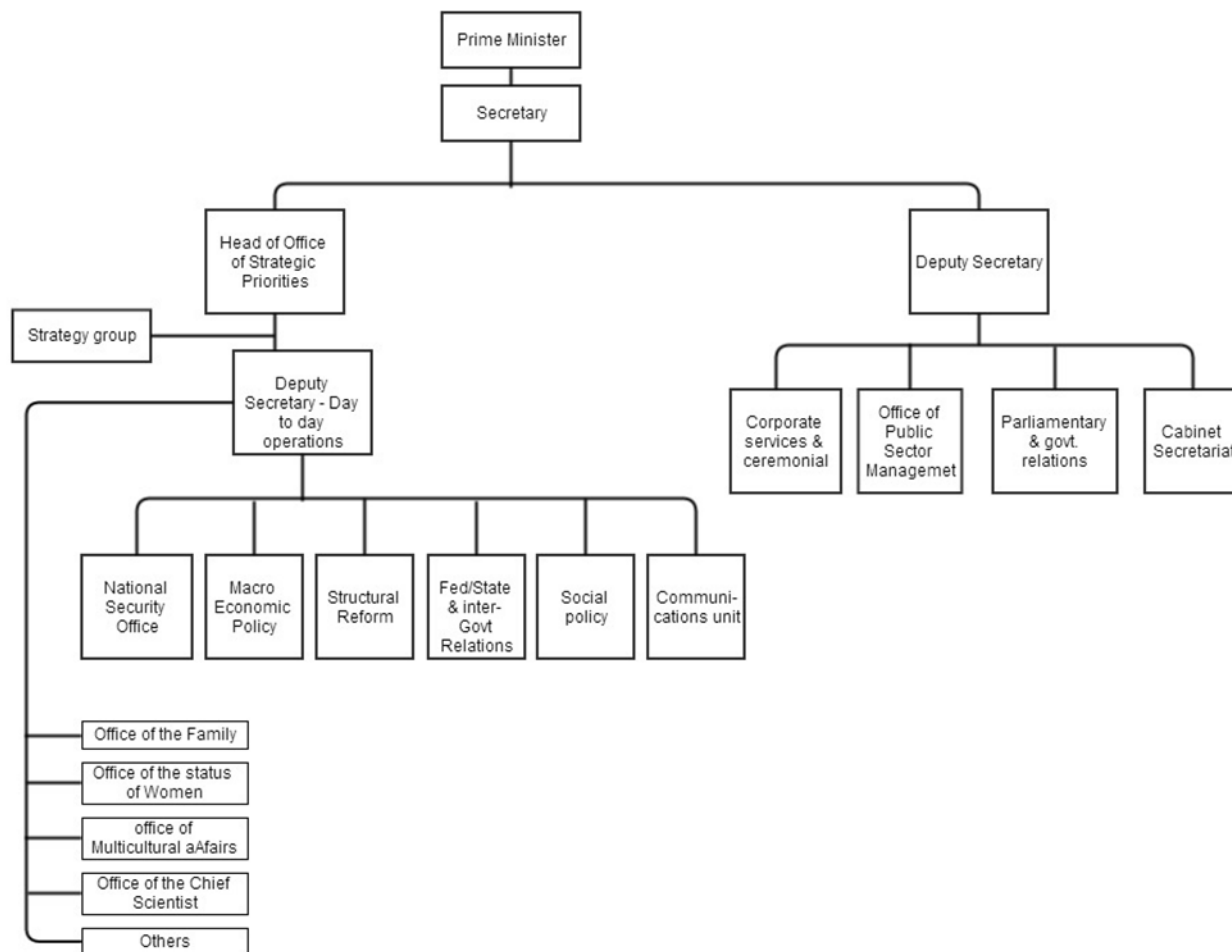 Prime Minister
Secretary
Head of Office
of Strategic
Priorities
Deputy Secretary
Strategy group
Deputy
Secretary - Day
to day
operations
Corporate
services &
ceremonial
Office of
Public
Sector
Managemet
Parliamentary
& govt.
relations
Cabinet
Secretariat
National
Security
Office
Macro
Economic
Policy
Structural
Reform
Fed/State
& inter-
Govt
Relations
Social
policy
Communi-
cations unit
Office of the Family
Office of the status
of Women
office of
Multicultural aAfairs
Office of the Chief
Scientist
Others